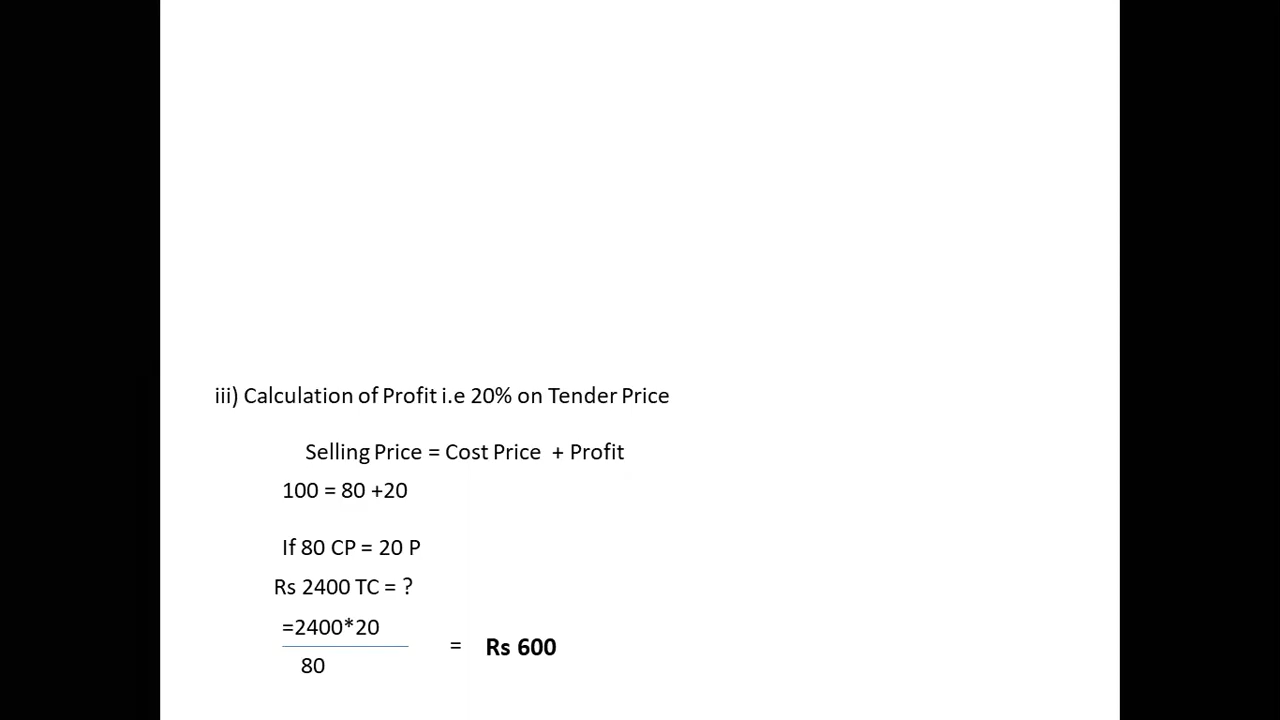 iii) Calculation of Profit i.e 20% on Tender Price
Selling Price = Cost Price + Profit
100 = 80 +20
If 80 CP = 20 P
Rs 2400 TC = ?
=2400*20
= Rs 600
80